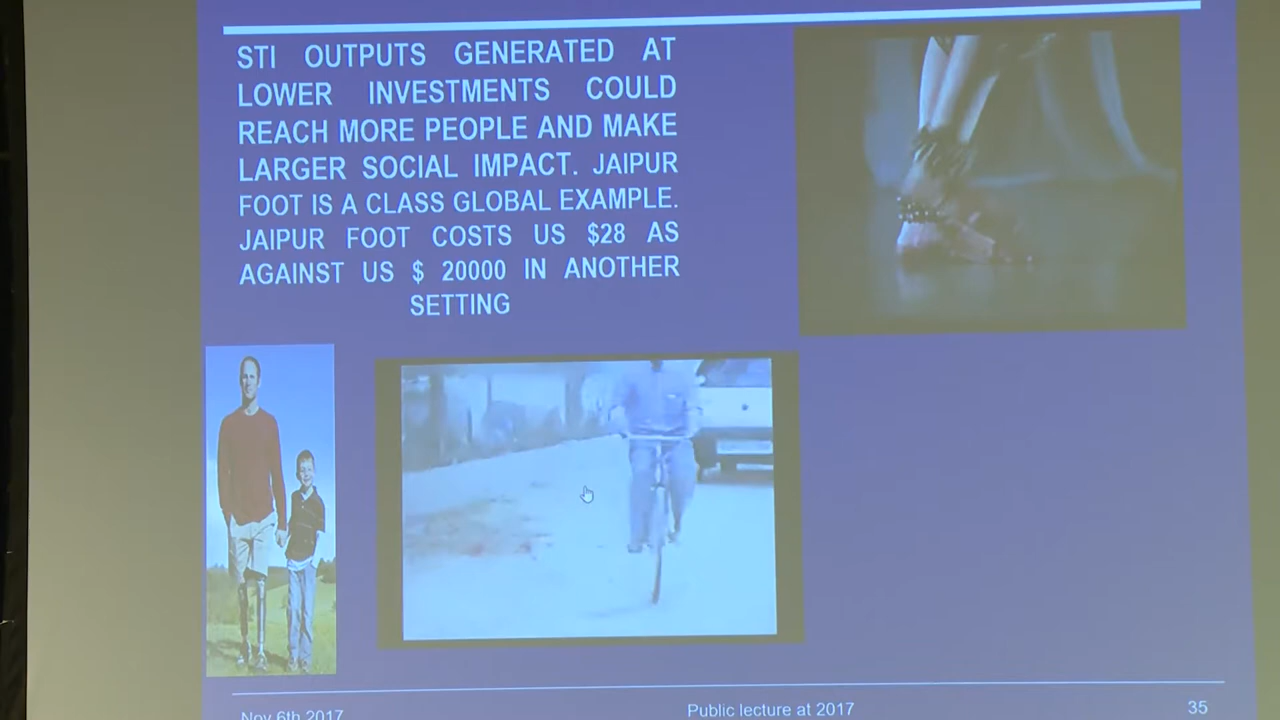 STI OUTPUTS GENERATED AT
LOWER INVESTMENTS COULD
REACH MORE PEOPLE AND MAKE
LARGER SOCIAL IMPACT. JAIPUR
FOOT IS A CLASS GLOBAL EXAMPLE.
JAIPUR FOOT COSTS US $28 AS
AGAINST US $ 20000 IN ANOTHER
SETTING
Nov 6th 2017
Public lecture at 2017
35